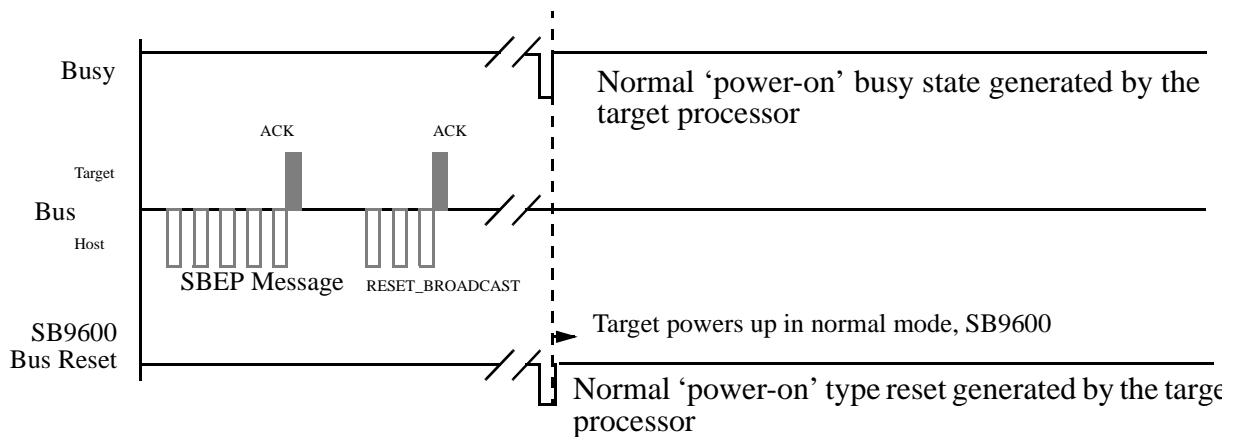 Busy
Normal ‘power-on’ busy state generated by the
target processor
ACK
ACK
Target
Bus
Host
SBEP Message
RESET_BROADCAST
SB9600
Bus Reset
Target powers up in normal mode, SB9600
Normal ‘power-on’ type reset generated by the targe
processor